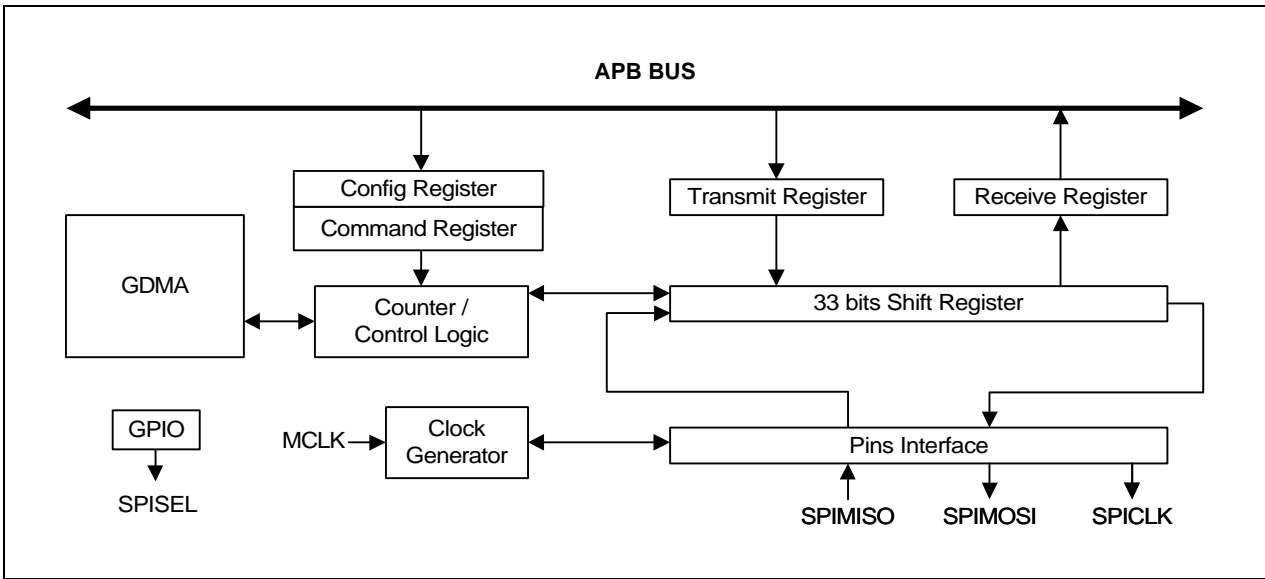 APB BUS
Config Register
Command Register
Transmit Register
Receive Register
GDMA
Counter /
Control Logic
33 bits Shift Register
GPIO
SPISEL
MCLK
Clock
Generator
Pins Interface
SPIMISO
SPIMOSI
SPICLK